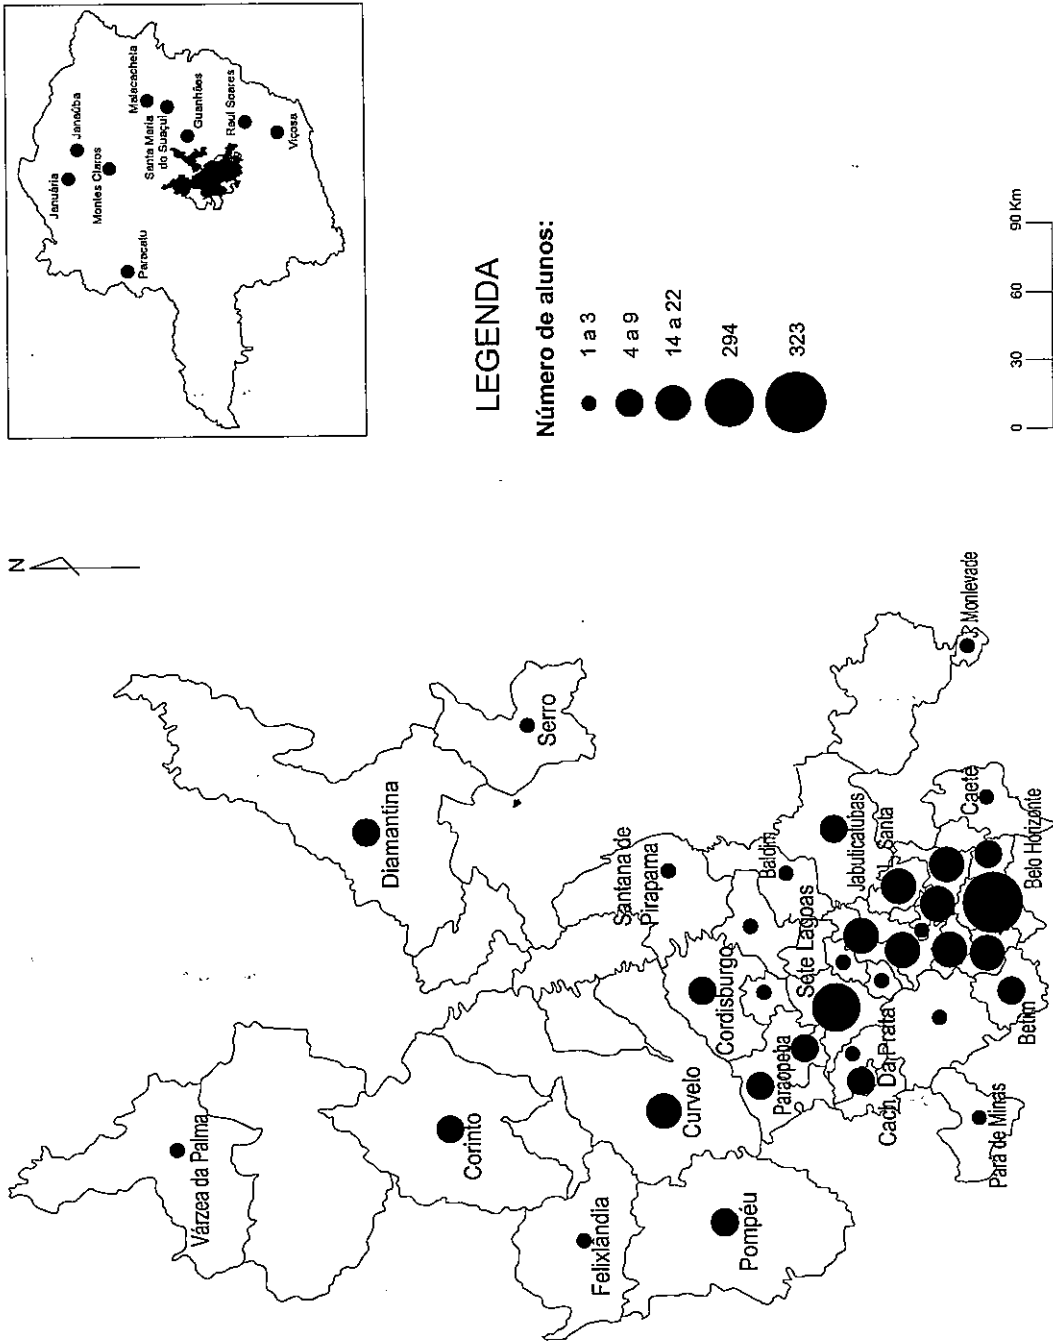 Januária
Janaúba
Montes Claros
Paracatu
Malacacheta
Santa Maria
do Suaçuí
Guanhães
Raul Soares
Viçosa
N
LEGENDA
Número de alunos:
1 a 3
4 a 9
14 a 22
294
323
0
30
60
90 Km
Várzea da Palma
Diamantina
Corinto
Serro
Felixlândia
Curvelo
Santana de
Pirapama
Pompéu
Cordisburgo
Baldim
Paraopeba
Sete Lagoas
Jabuticatubas
Cach. Da Prata
Santa
Pará de Minas
Betim
Caeté
Belo Horizonte
J. Monlevade